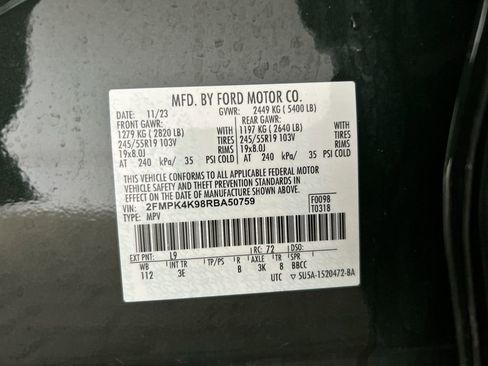 MFD. BY FORD MOTOR CO.
DATE: 11/23 GVWR: 2449 KG ( 5400 LB)
FRONT GAWR: REAR GAWR:
1279 KG ( 2820 LB) 1197 KG ( 2640 LB)
245/55R19 103V TIRES 245/55R19 103V TIRES
19x8.0J RIMS 19x8.0J RIMS
AT 240 kPa/ 35 PSI COLD AT 240 kPa/ 35 PSI COLD
THIS VEHICLE CONFORMS TO ALL APPLICABLE FEDERAL MOTOR
VEHICLE SAFETY, BUMPER, AND THEFT PREVENTION STANDARDS IN
EFFECT ON THE DATE OF MANUFACTURE SHOWN ABOVE.
VIN: 2FMPK4K98RBA50759 F0098
TYPE: MPV T0318
EXT PNT: L9 RC: 72 DSO:
WB INT TR TP/PS R AXLE TR SPR
112 3E B 3K 8 BBCC
UTC ▽ SU5A-1520472-BA